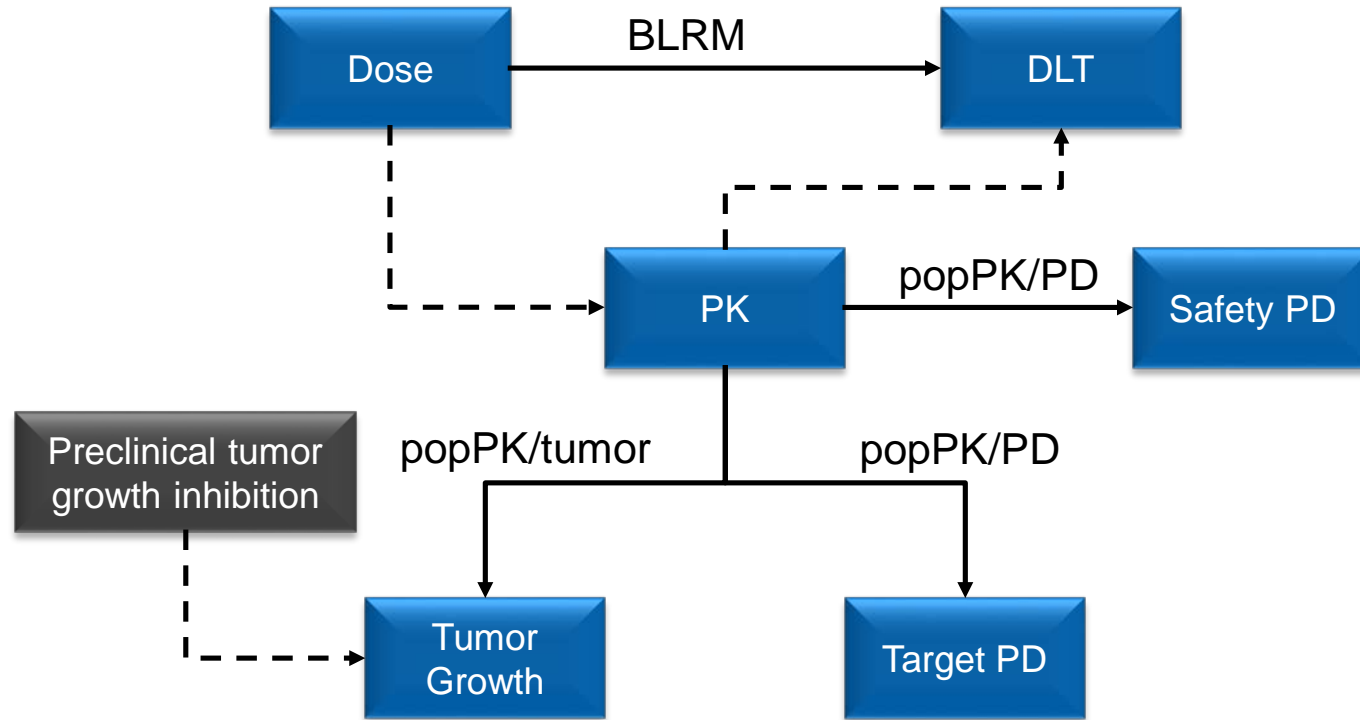 BLRM
Dose
DLT
popPK/PD
PK
Safety PD
popPK/tumor
popPK/PD
Preclinical tumor
growth inhibition
Tumor
Growth
Target PD